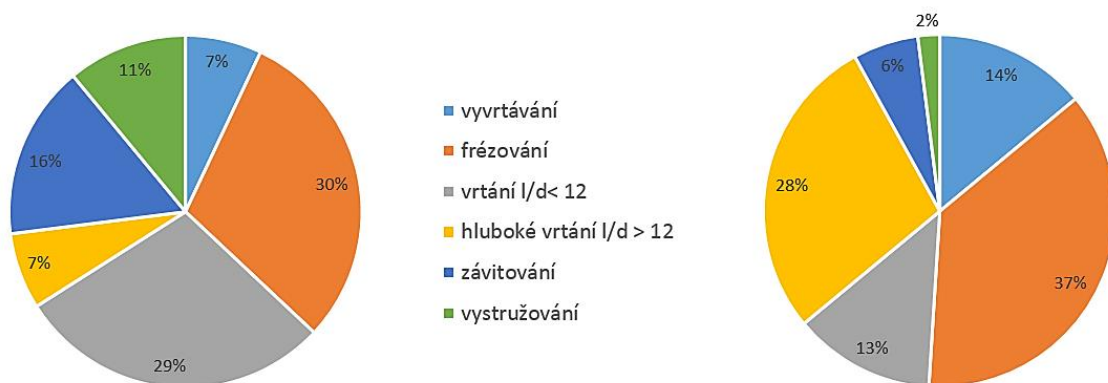 7%
30%
29%
7%
16%
11%
vyvrtávání
frézování
vrtání l/d< 12
hluboké vrtání l/d > 12
závitování
vystružování
14%
37%
13%
28%
6%
2%